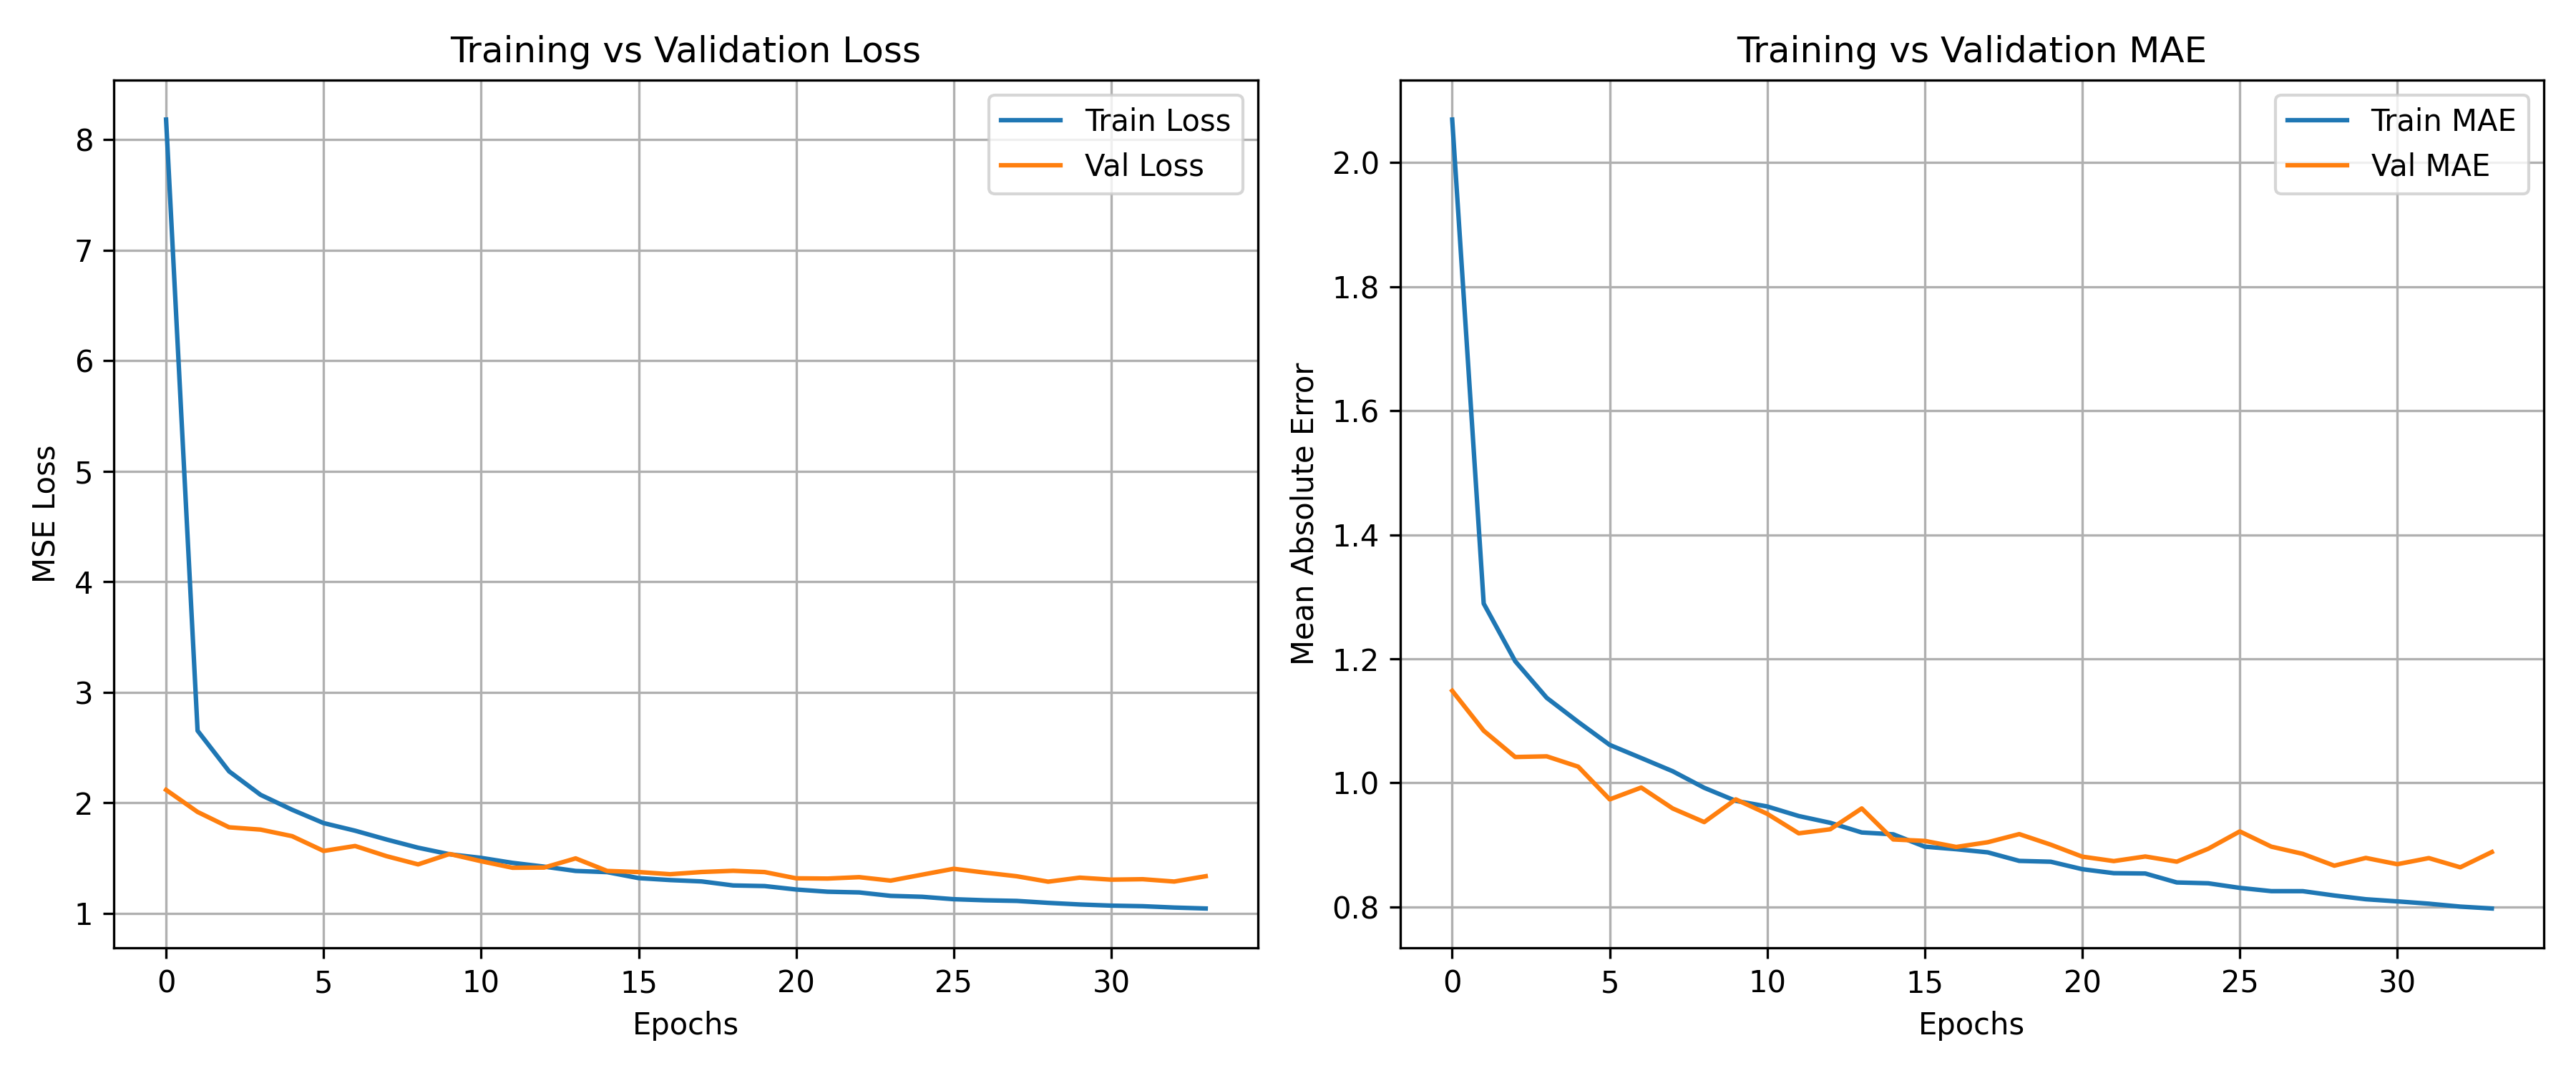 Training vs Validation Loss
8
7
6
5
4
3
2
1
MSE Loss
Train Loss
Val Loss
0 5 10 15 20 25 30
Epochs
Training vs Validation MAE
2.0
1.8
1.6
1.4
1.2
1.0
0.8
Mean Absolute Error
Train MAE
Val MAE
0 5 10 15 20 25 30
Epochs